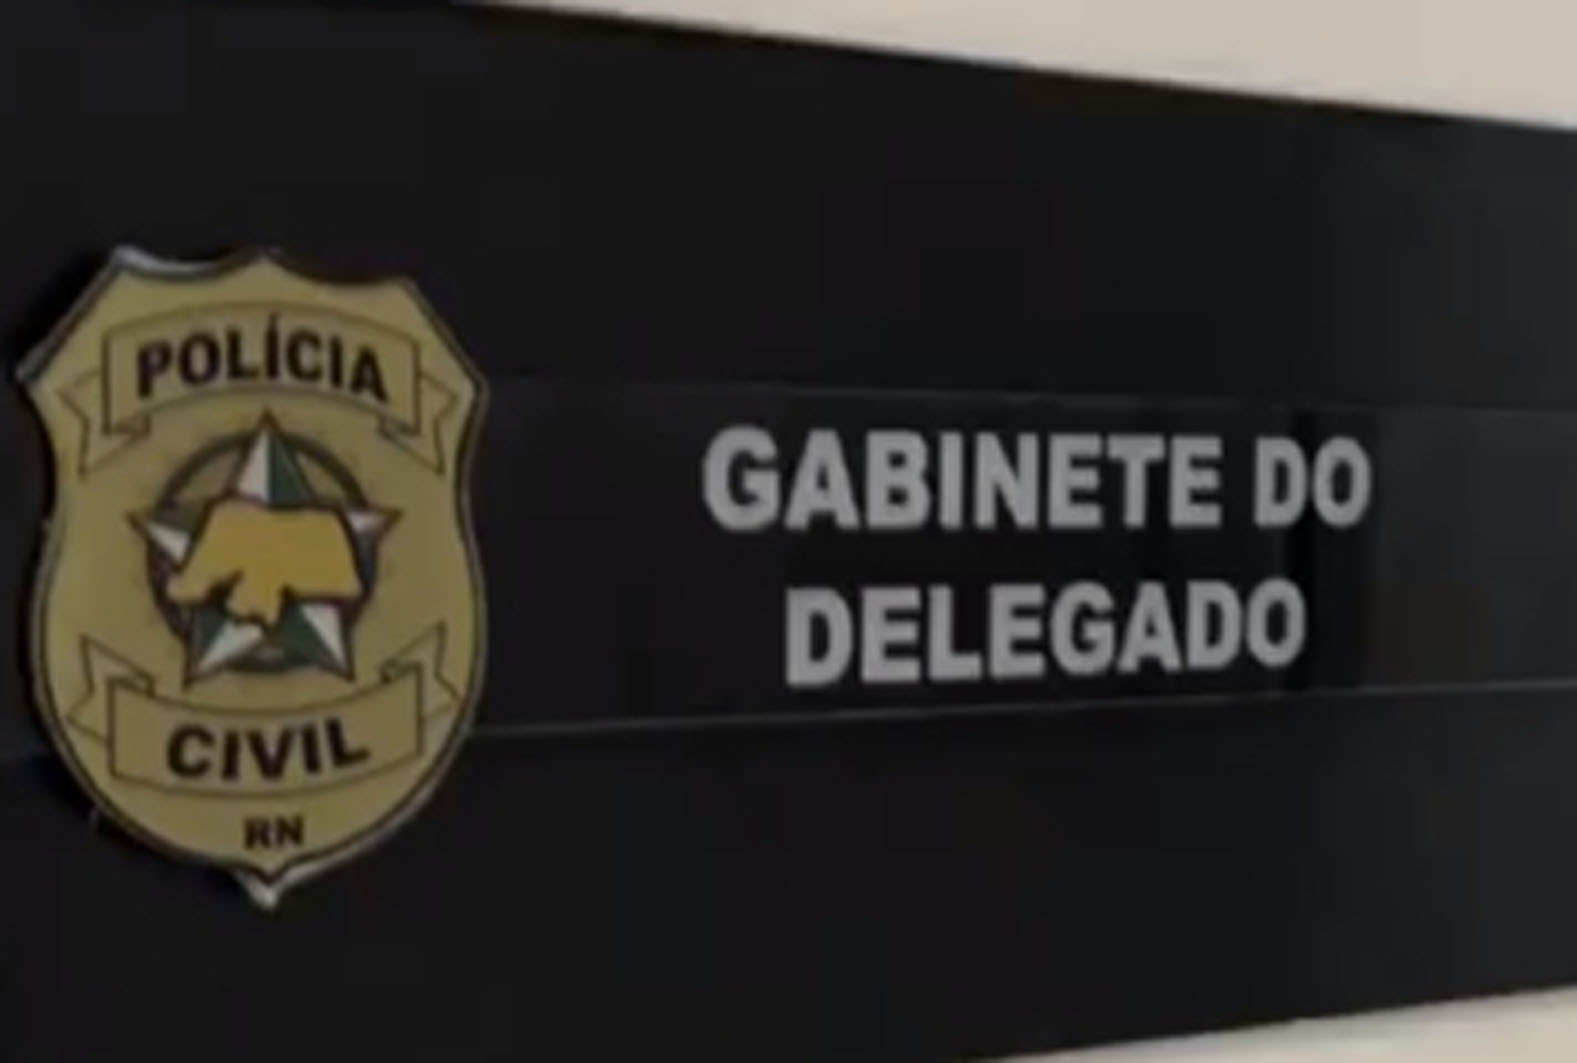 POLÍCIA
CIVIL
RN
GABINETE DO
DELEGADO